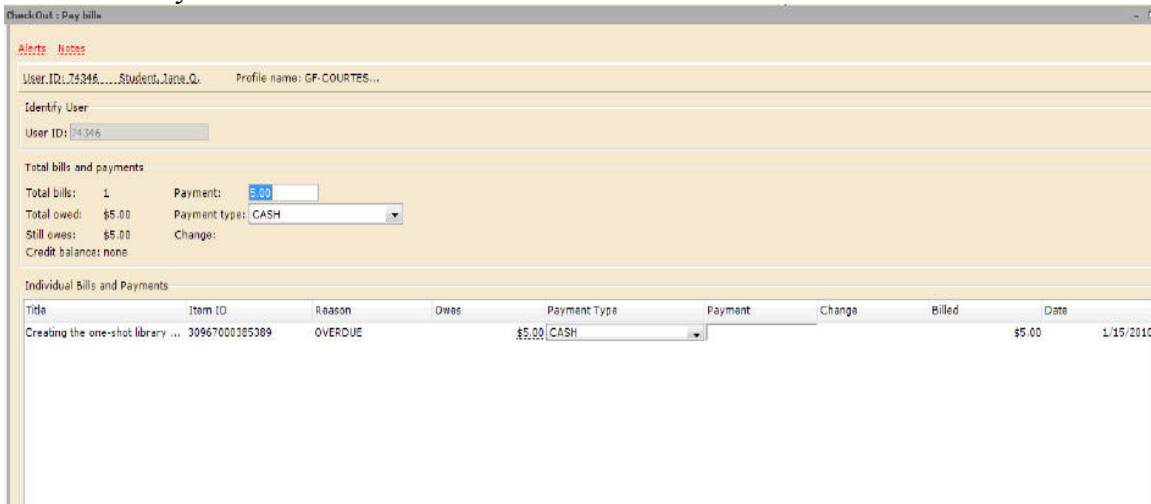 CheckOut : Pay bills
Alerts Notes
User ID: 74346 Student, Jane Q. Profile name: GF-COURTES...
Identify User
User ID: 74346
Total bills and payments
Total bills: 1 Payment: 5.00
Total owed: $5.00 Payment type: CASH
Still owes: $5.00 Change:
Credit balance: none
Individual Bills and Payments
Title Item ID Reason Owes Payment Type Payment Change Billed Date
Creating the one-shot library ... 30967000385389 OVERDUE $5.00 CASH $5.00 1/15/2010